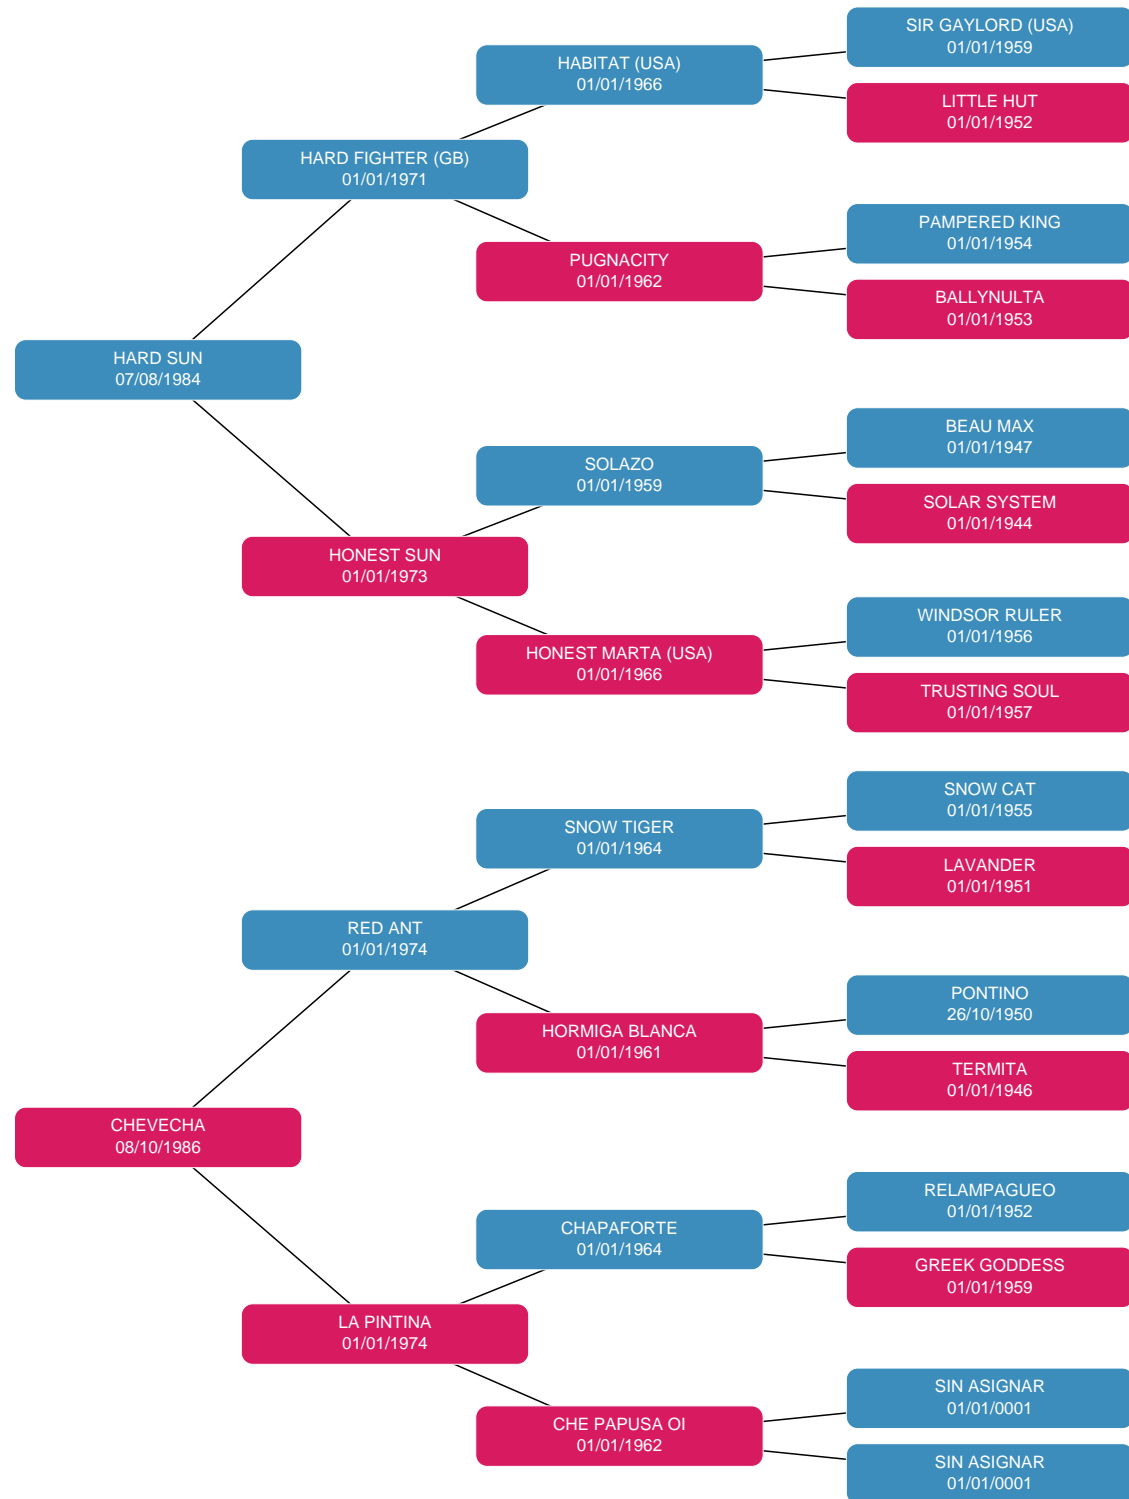 SIR GAYLORD (USA)
01/01/1959
HABITAT (USA)
01/01/1966
LITTLE HUT
01/01/1952
HARD FIGHTER (GB)
01/01/1971
PAMPERED KING
01/01/1954
PUGNACITY
01/01/1962
BALLYNULTA
01/01/1953
HARD SUN
07/08/1984
BEAU MAX
01/01/1947
SOLAZO
01/01/1959
SOLAR SYSTEM
01/01/1944
HONEST SUN
01/01/1973
WINDSOR RULER
01/01/1956
HONEST MARTA (USA)
01/01/1966
TRUSTING SOUL
01/01/1957
SNOW CAT
01/01/1955
SNOW TIGER
01/01/1964
LAVANDER
01/01/1951
RED ANT
01/01/1974
PONTINO
26/10/1950
HORMIGA BLANCA
01/01/1961
TERMITA
01/01/1946
CHEVECHA
08/10/1986
RELAMPAGUEO
01/01/1952
CHAPAFORTE
01/01/1964
GREEK GODDESS
01/01/1959
LA PINTINA
01/01/1974
SIN ASIGNAR
01/01/0001
CHE PAPUSA OI
01/01/1962
SIN ASIGNAR
01/01/0001